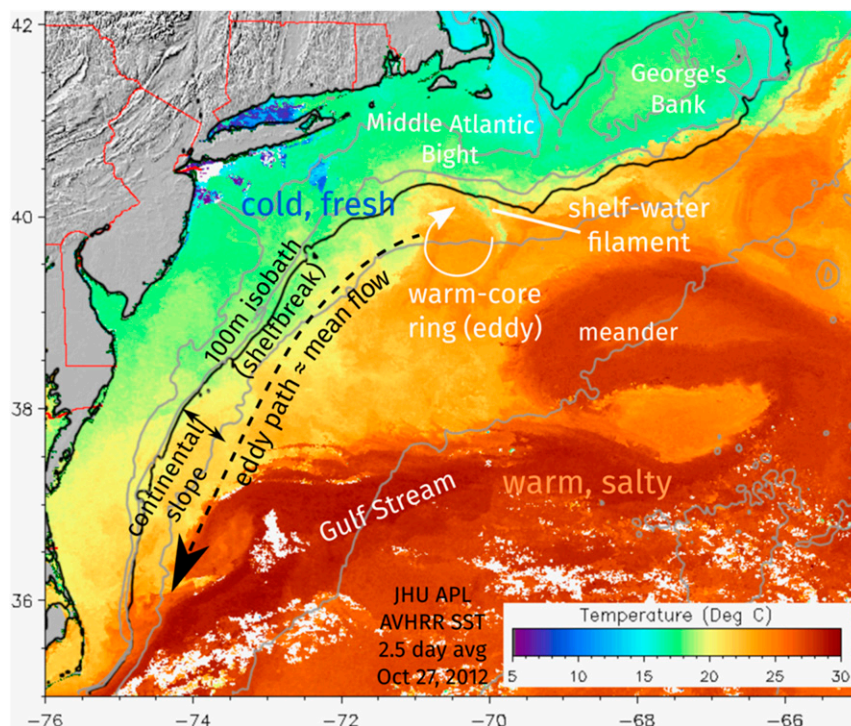 42
George's
Bank
Middle Atlantic
Bight
cold, fresh
40
shelf-water
filament
100m isobath
(shelfbreak)
eddy path ≈ mean flow
warm-core
ring (eddy)
meander
38
continental
slope
Gulf Stream
warm, salty
36
JHU APL
AVHRR SST
2.5 day avg
Oct 27, 2012
Temperature (Deg C)
5 10 15 20 25 30
−76 −74 −72 −70 −68 −66